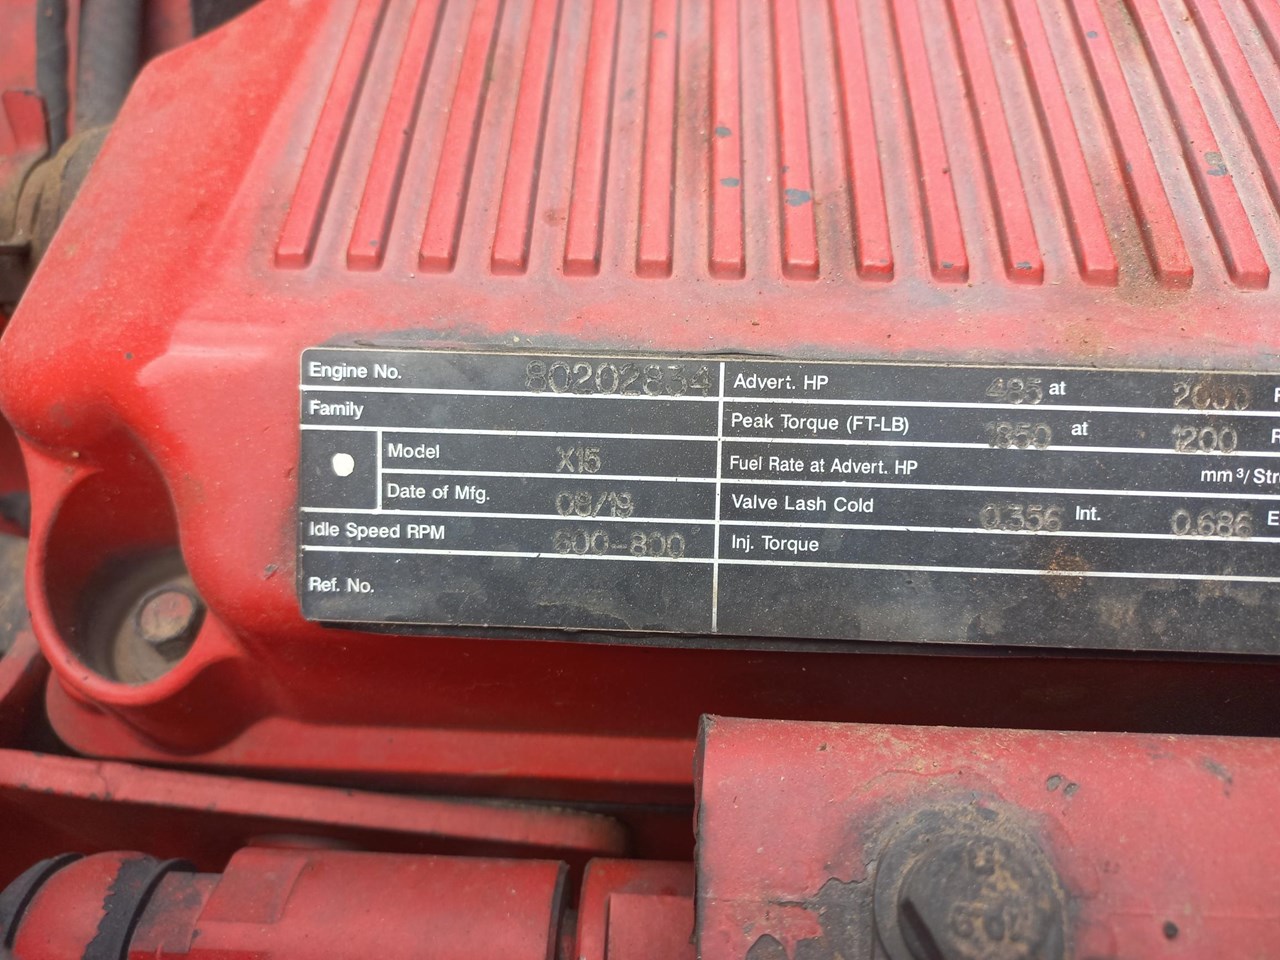 Engine No. 80202834
Family
Model X15
Date of Mfg. 08/19
Idle Speed RPM 600-800
Ref. No.
Advert. HP 485 at 2000
Peak Torque (FT-LB) 1850 at 1200
Fuel Rate at Advert. HP mm³/Str
Valve Lash Cold 0.356 Int. 0.686 E
Inj. Torque